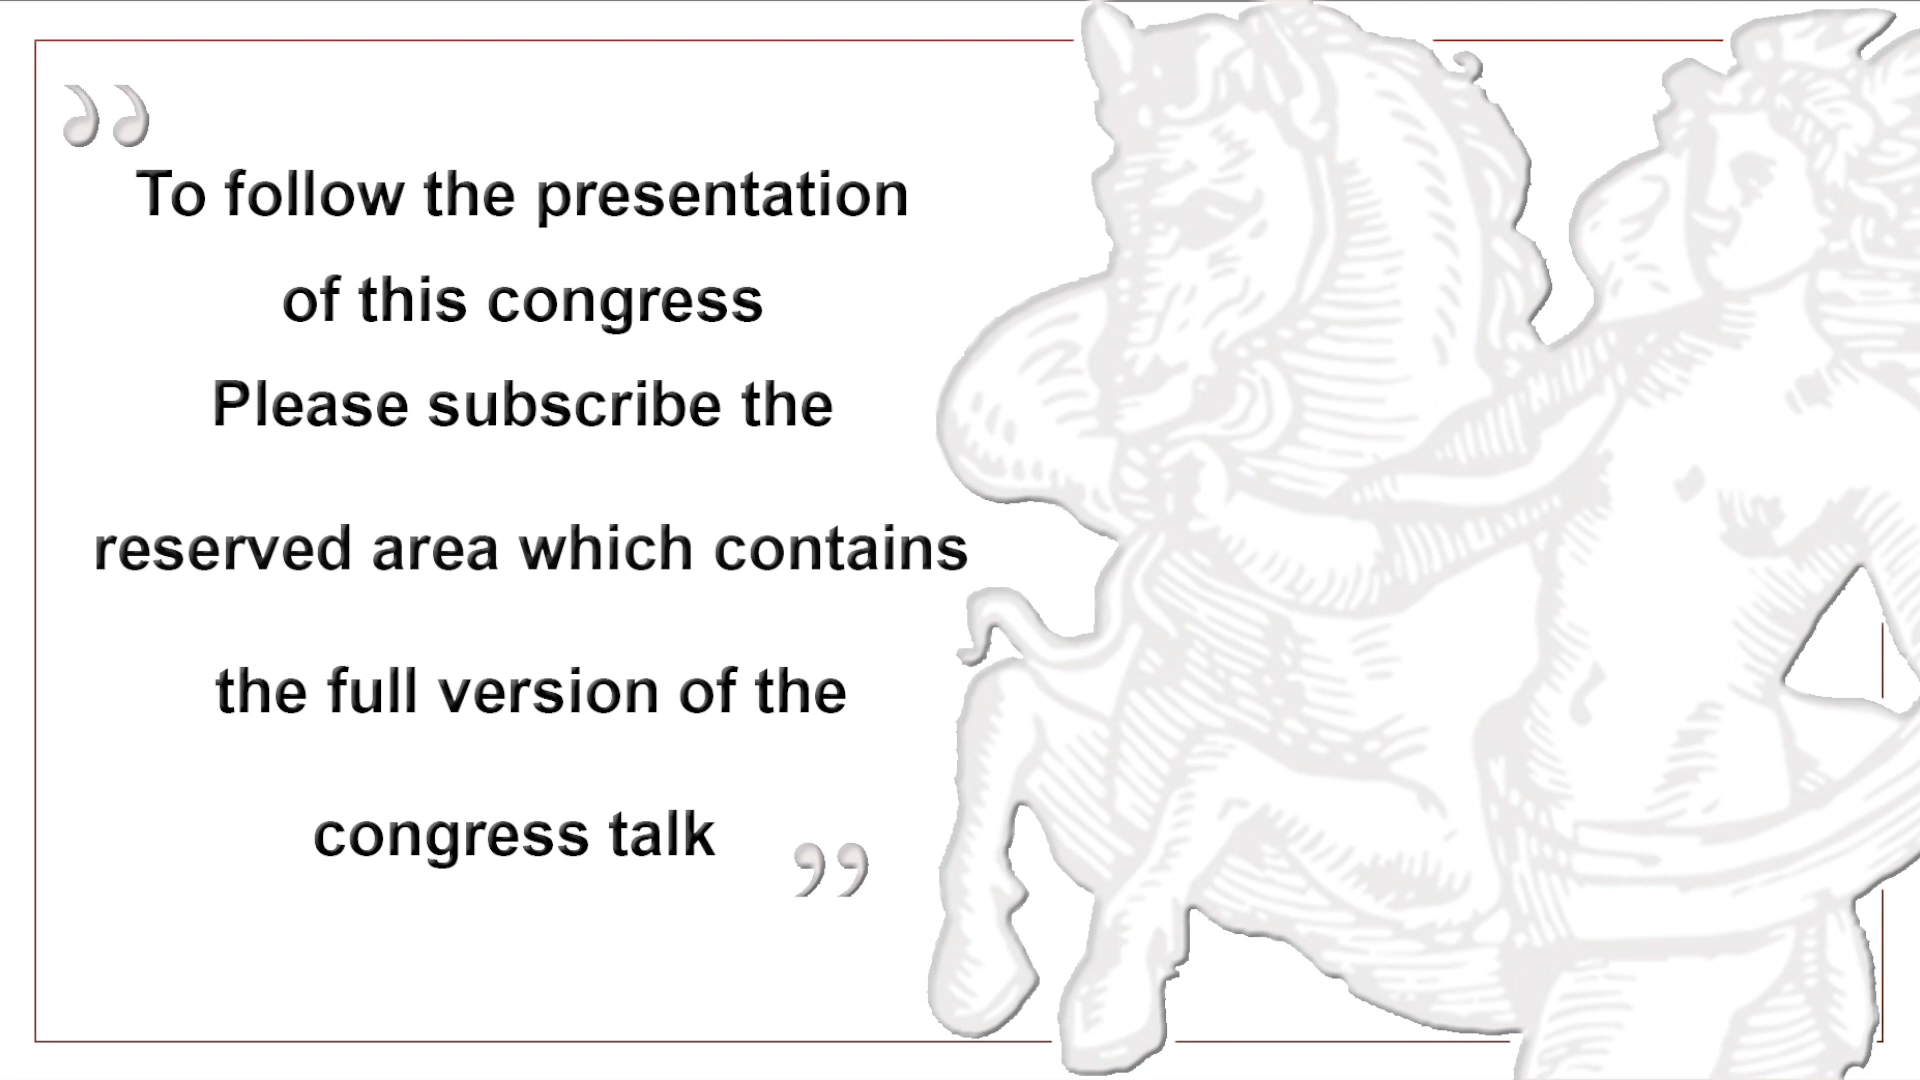 ”
To follow the presentation
of this congress
Please subscribe the
reserved area which contains
the full version of the
congress talk
”